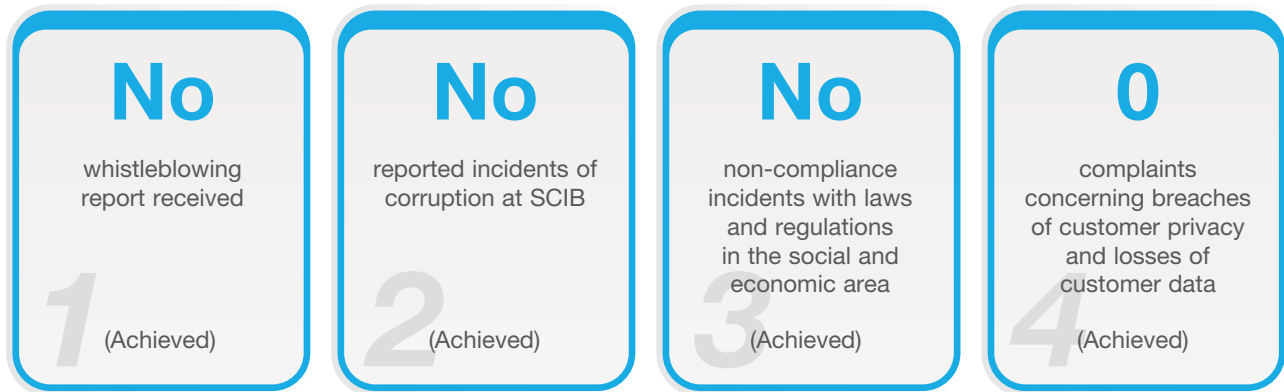 No
whistleblowing
report received
1
(Achieved)
No
reported incidents of
corruption at SCIB
2
(Achieved)
No
non-compliance
incidents with laws
and regulations
in the social and
economic area
3
(Achieved)
0
complaints
concerning breaches
of customer privacy
and losses of
customer data
4
(Achieved)